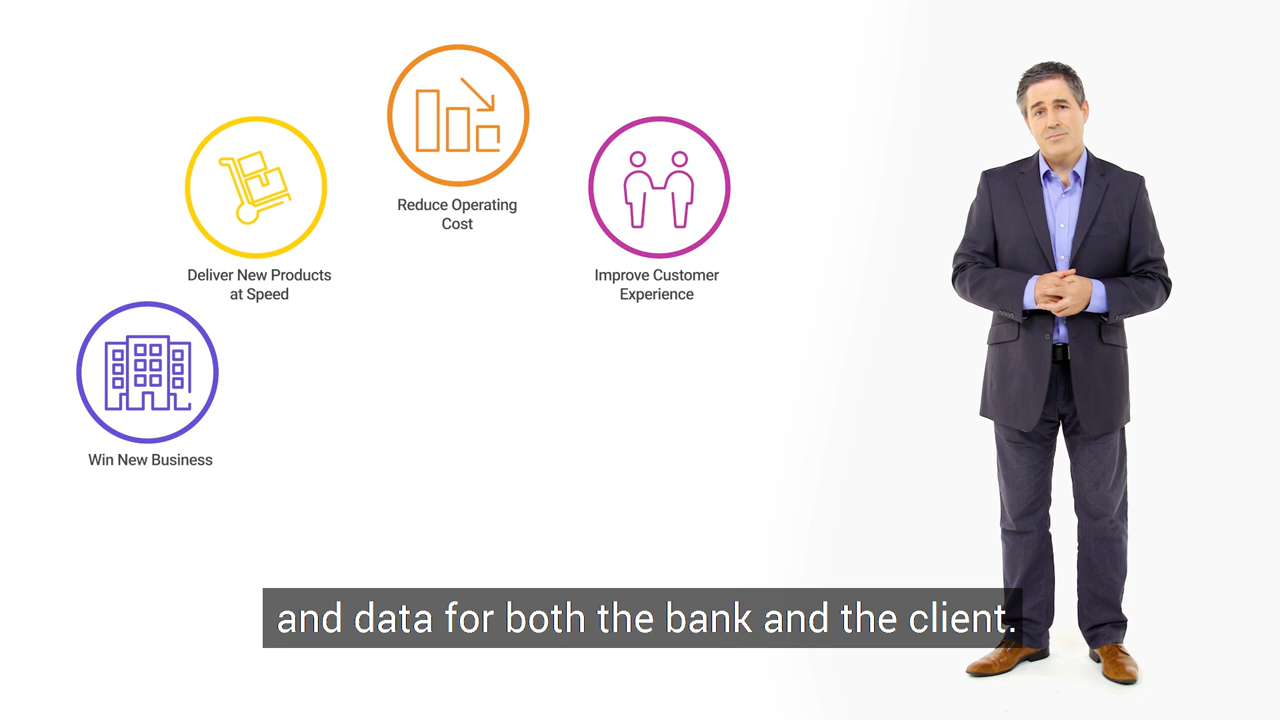 Reduce Operating
Cost
Deliver New Products
at Speed
Improve Customer
Experience
Win New Business
and data for both the bank and the client.